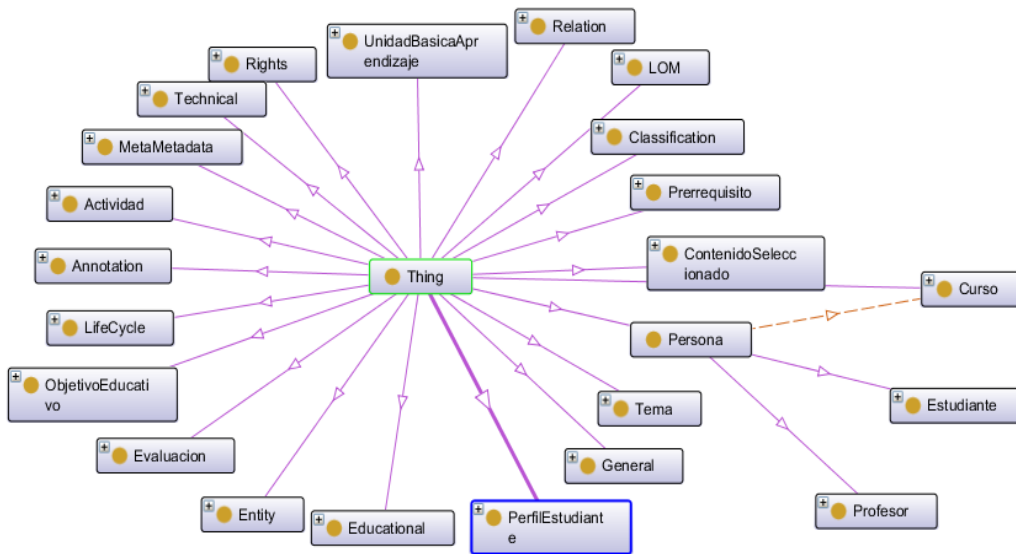 Relation
UnidadBasicaApr
endizaje
Rights
LOM
Technical
Classification
MetaMetadata
Prerrequisito
Actividad
ContenidoSelecc
ionado
Annotation
Thing
Curso
LifeCycle
Persona
ObjetivoEducati
vo
Tema
Estudiante
Evaluacion
General
Entity
Educational
PerfilEstudiant
e
Profesor